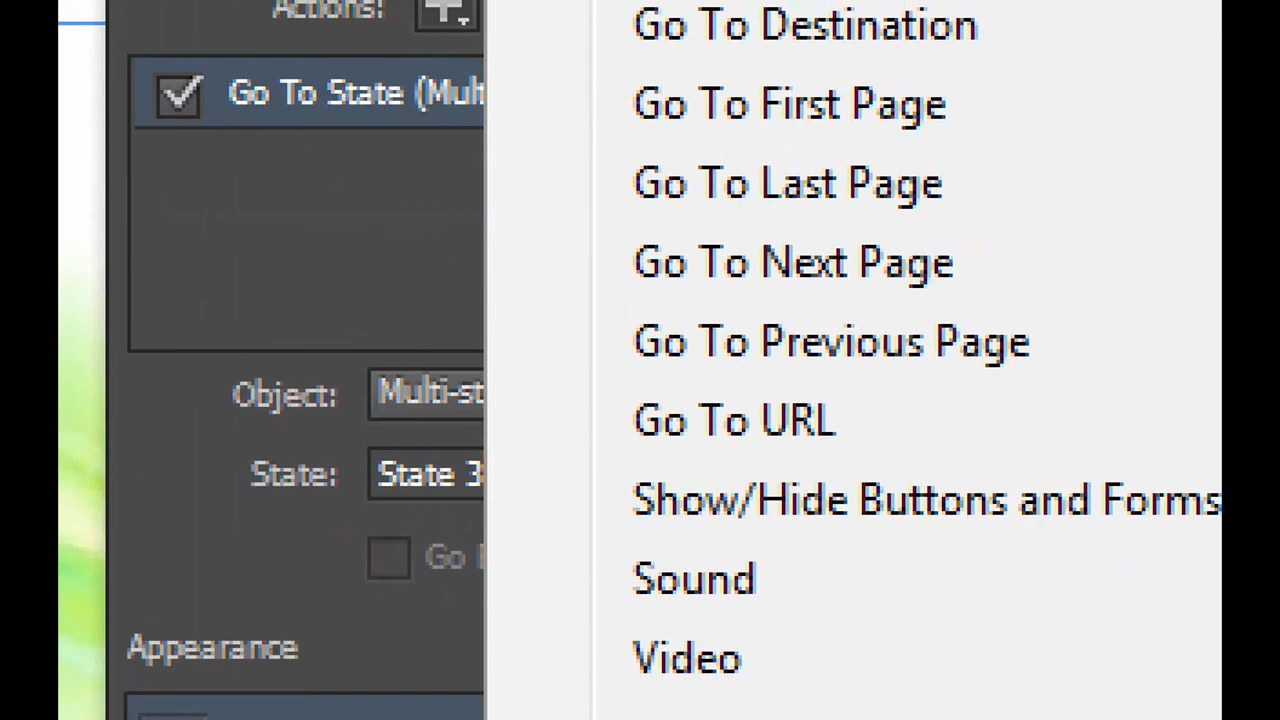 Actions:
Go To State (Mult
Object: Multi-st
State: State 3
Go
Appearance
Go To Destination
Go To First Page
Go To Last Page
Go To Next Page
Go To Previous Page
Go To URL
Show/Hide Buttons and Forms
Sound
Video